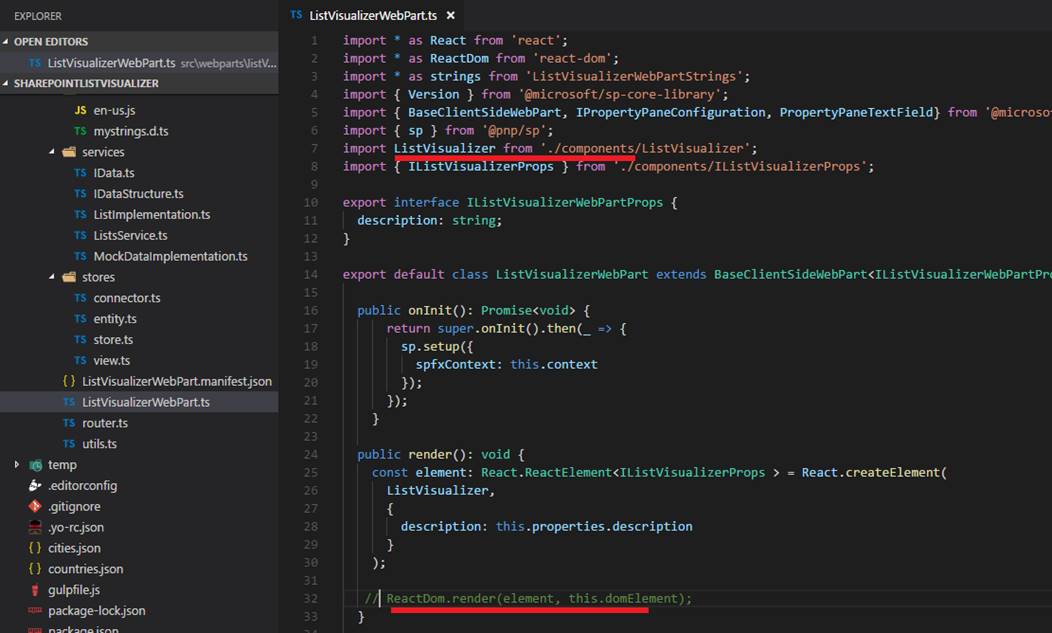 EXPLORER
OPEN EDITORS
TS ListVisualizerWebPart.ts src\webparts\listV...
SHAREPOINTLISTVISUALIZER
JS en-us.js
TS mystrings.d.ts
services
TS IData.ts
TS IDataStructure.ts
TS ListImplementation.ts
TS ListsService.ts
TS MockDataImplementation.ts
stores
TS connector.ts
TS entity.ts
TS store.ts
TS view.ts
{ } ListVisualizerWebPart.manifest.json
TS ListVisualizerWebPart.ts
TS router.ts
TS utils.ts
temp
.editorconfig
.gitignore
.yo-rc.json
{ } cities.json
{ } countries.json
gulpfile.js
package-lock.json
package.json
TS ListVisualizerWebPart.ts ×
1 import * as React from 'react';
2 import * as ReactDom from 'react-dom';
3 import * as strings from 'ListVisualizerWebPartStrings';
4 import { Version } from '@microsoft/sp-core-library';
5 import { BaseClientSideWebPart, IPropertyPaneConfiguration, PropertyPaneTextField} from '@microso
6 import { sp } from '@pnp/sp';
7 import ListVisualizer from './components/ListVisualizer';
8 import { IListVisualizerProps } from './components/IListVisualizerProps';
9
10 export interface IListVisualizerWebPartProps {
11 description: string;
12 }
13
14 export default class ListVisualizerWebPart extends BaseClientSideWebPart<IListVisualizerWebPartPro
15
16 public onInit(): Promise<void> {
17 return super.onInit().then(_ => {
18 sp.setup({
19 spfxContext: this.context
20 });
21 });
22 }
23
24 public render(): void {
25 const element: React.ReactElement<IListVisualizerProps > = React.createElement(
26 ListVisualizer,
27 {
28 description: this.properties.description
29 }
30 );
31
32 // ReactDom.render(element, this.domElement);
33 }